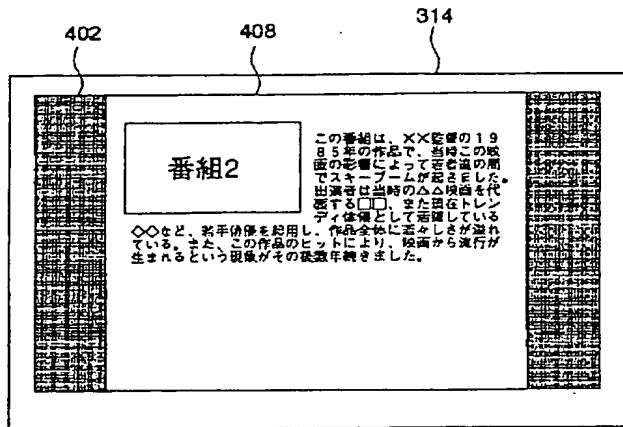 402
408
314
番組2
この番組は、××監督の19
85年の作品で、当時この映
画の影響によって若者達の間
でスキーブームが起きました。
出演者は当時の△△映画を代
表する□□、また現在トレン
ディ俳優として活躍している
◇◇など、若手俳優を起用し、作品全体に若々しさが溢れ
ている。また、この作品のヒットにより、映画から流行が
生まれるという現象がその後数年続きました。